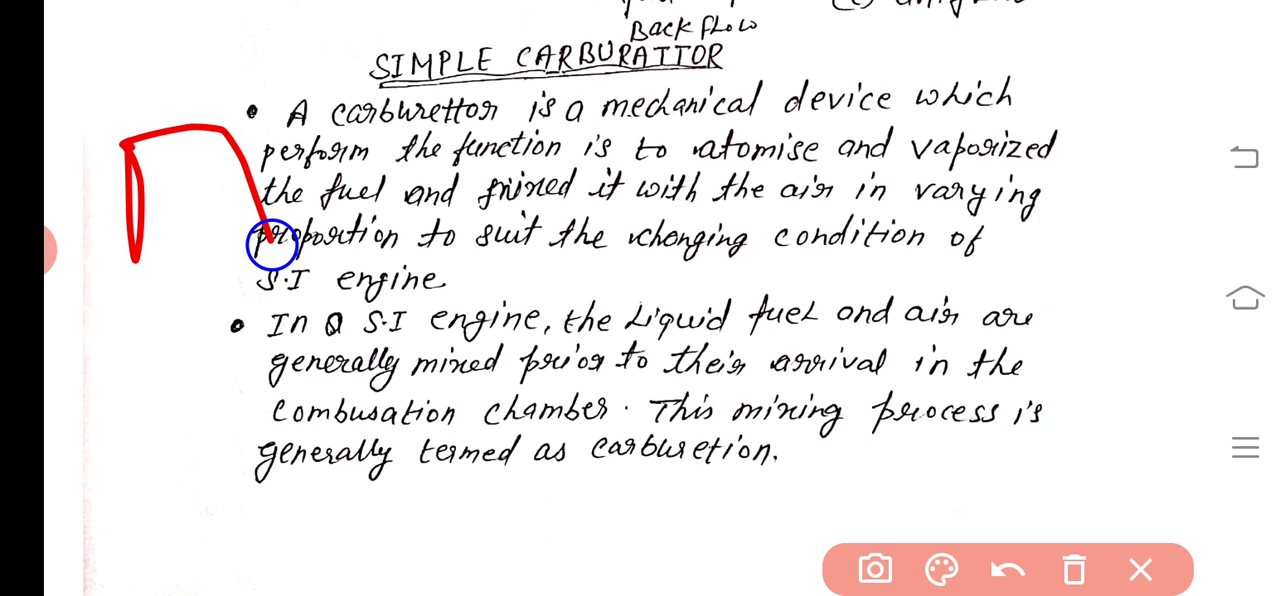 Back flow
SIMPLE CARBURATTOR
• A carburettor is a mechanical device which
perform the function is to atomise and vaporized
the fuel and mixed it with the air in varying
proportion to suit the changing condition of
S.I engine
• In a S.I engine, the Liquid fuel and air are
generally mixed prior to their arrival in the
combusation chamber. This mixing process is
generally termed as carburetion.